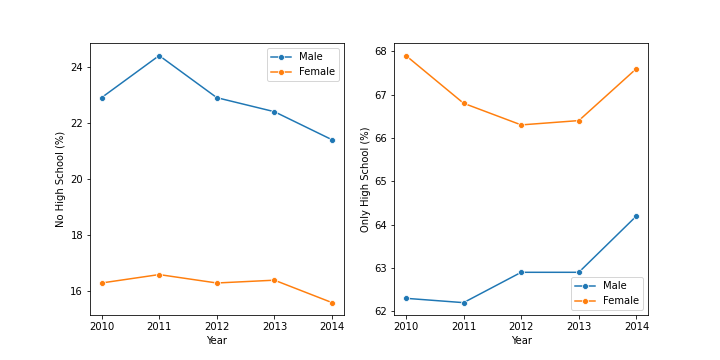 No High School (%)
24
22
20
18
16
2010 2011 2012 2013 2014
Year
Male
Female
Only High School (%)
68
67
66
65
64
63
62
2010 2011 2012 2013 2014
Year
Male
Female